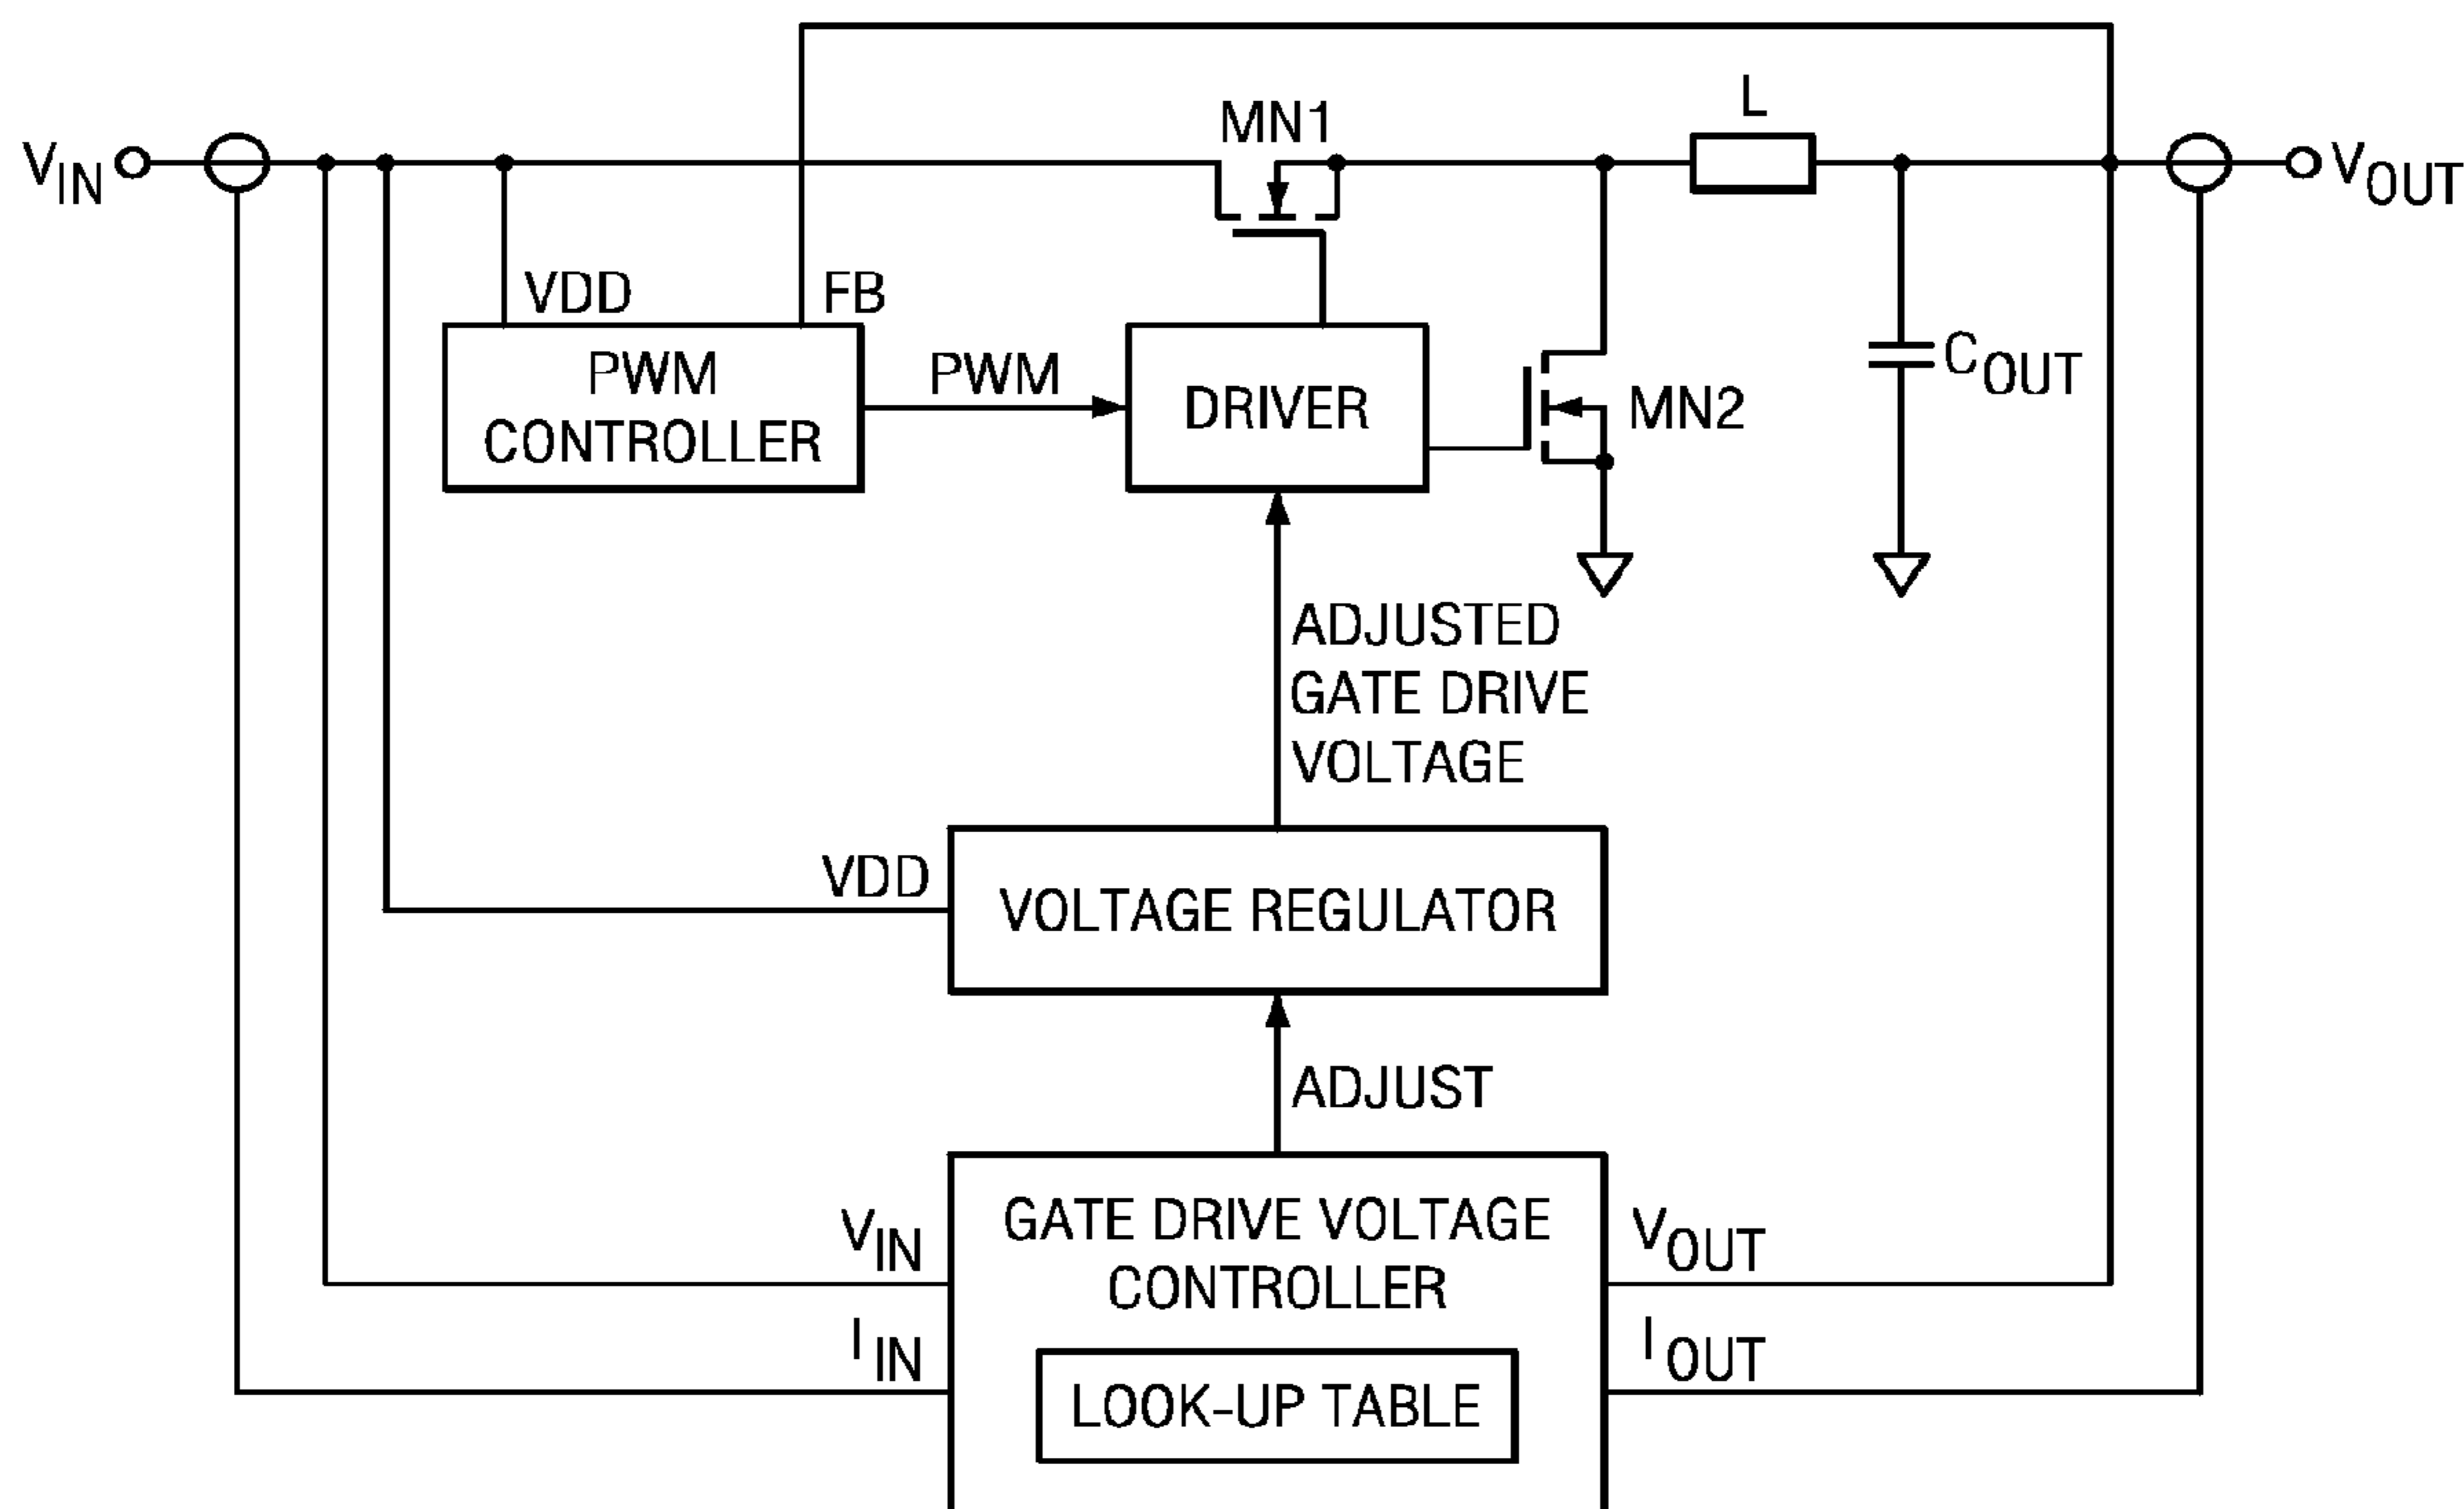 L
MN1
VIN
VOUT
VDD
FB
PWM
CONTROLLER
PWM
DRIVER
MN2
COUT
ADJUSTED
GATE DRIVE
VOLTAGE
VDD
VOLTAGE REGULATOR
ADJUST
VIN
GATE DRIVE VOLTAGE
CONTROLLER
VOUT
IIN
IOUT
LOOK-UP TABLE